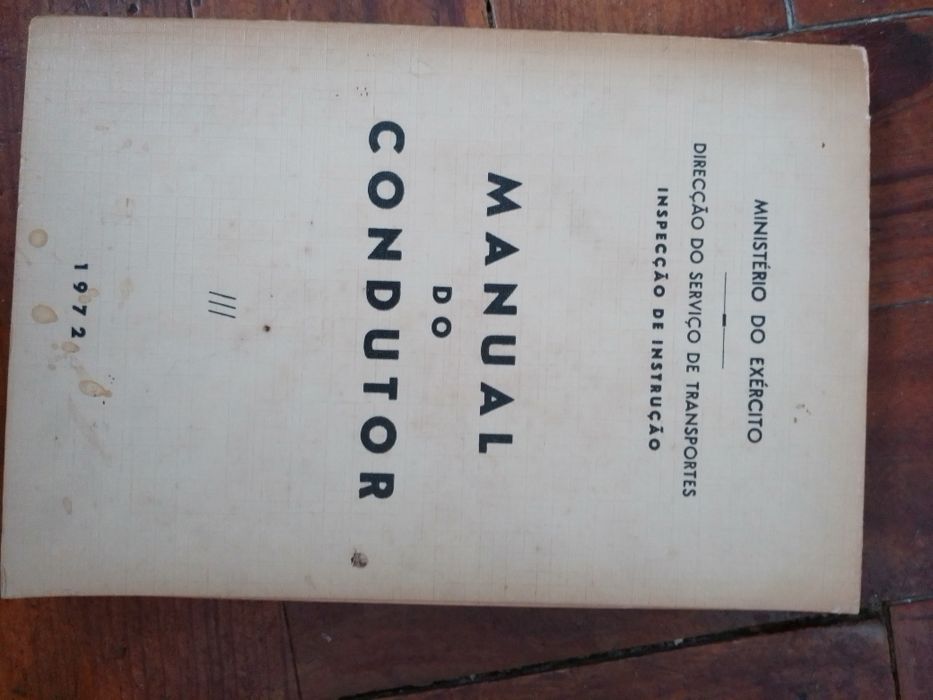 MINISTÉRIO DO EXÉRCITO
DIRECÇÃO DO SERVIÇO DE TRANSPORTES
INSPECÇÃO DE INSTRUÇÃO
MANUAL
DO
CONDUTOR
1972